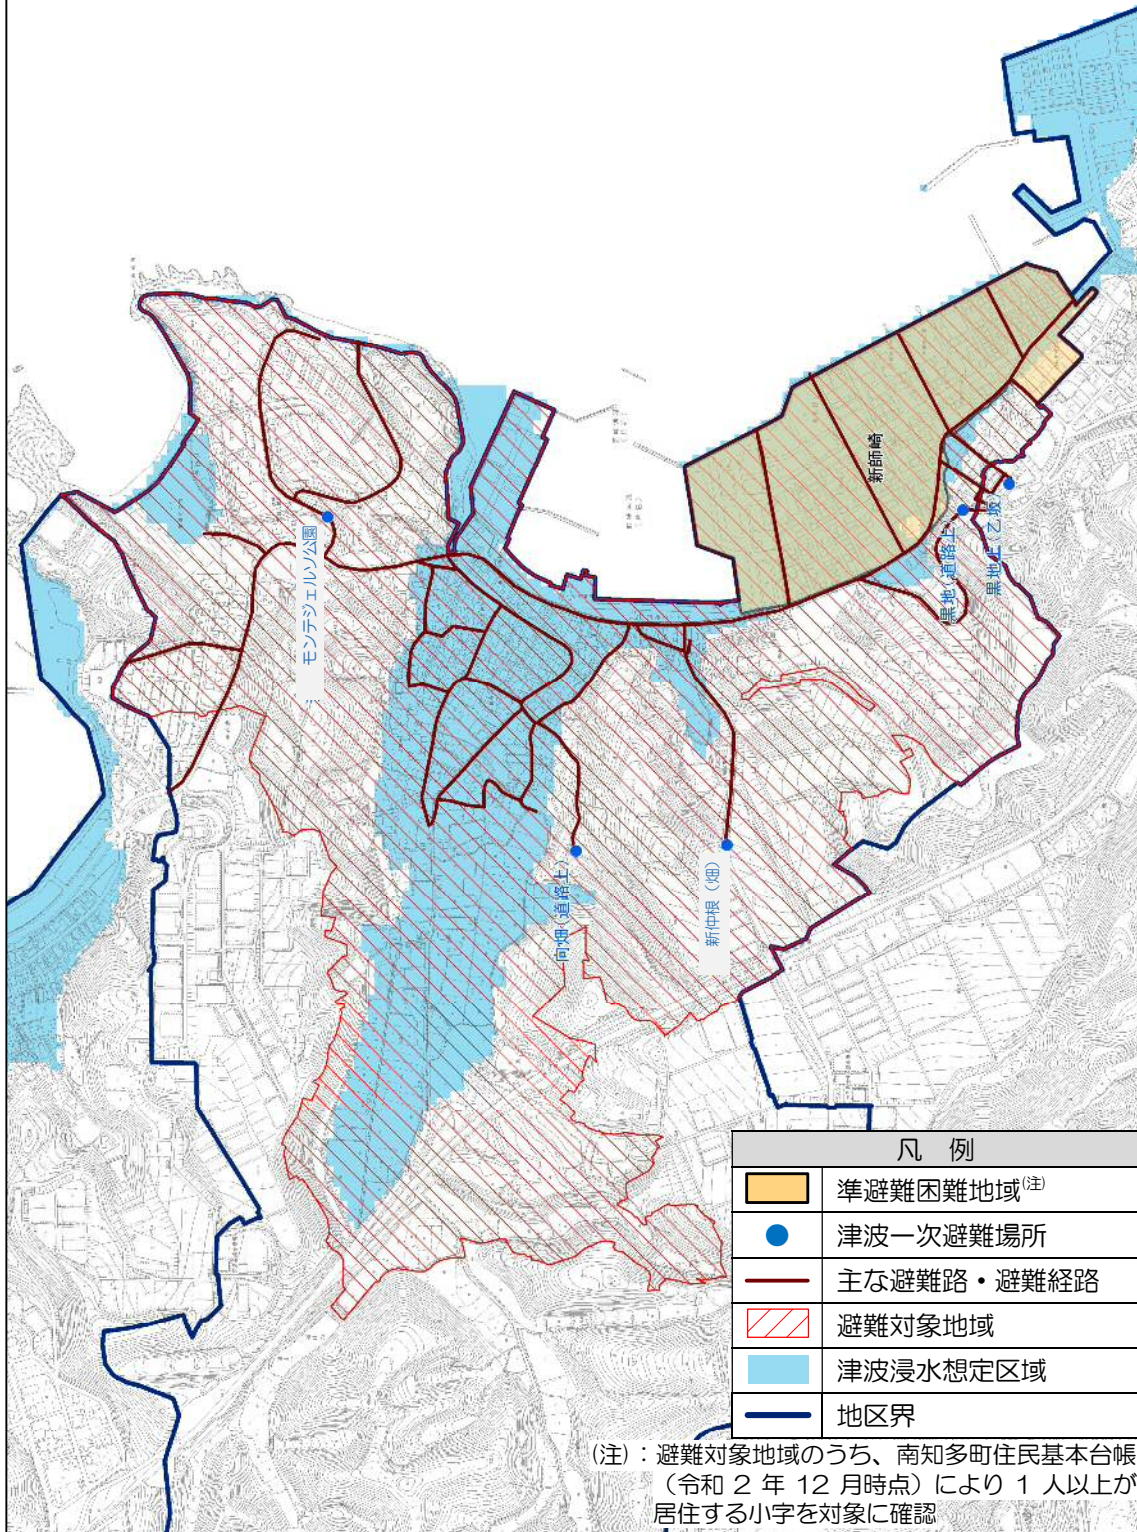 新師崎
モンテジェルソ公園
黒地(道路上)
黒地上(乙坂)
向畑(道路上)
新仲根(畑)
凡 例
準避難困難地域(注)
津波一次避難場所
主な避難路・避難経路
避難対象地域
津波浸水想定区域
地区界
(注):避難対象地域のうち、南知多町住民基本台帳
(令和 2 年 12 月時点)により 1 人以上が
居住する小字を対象に確認